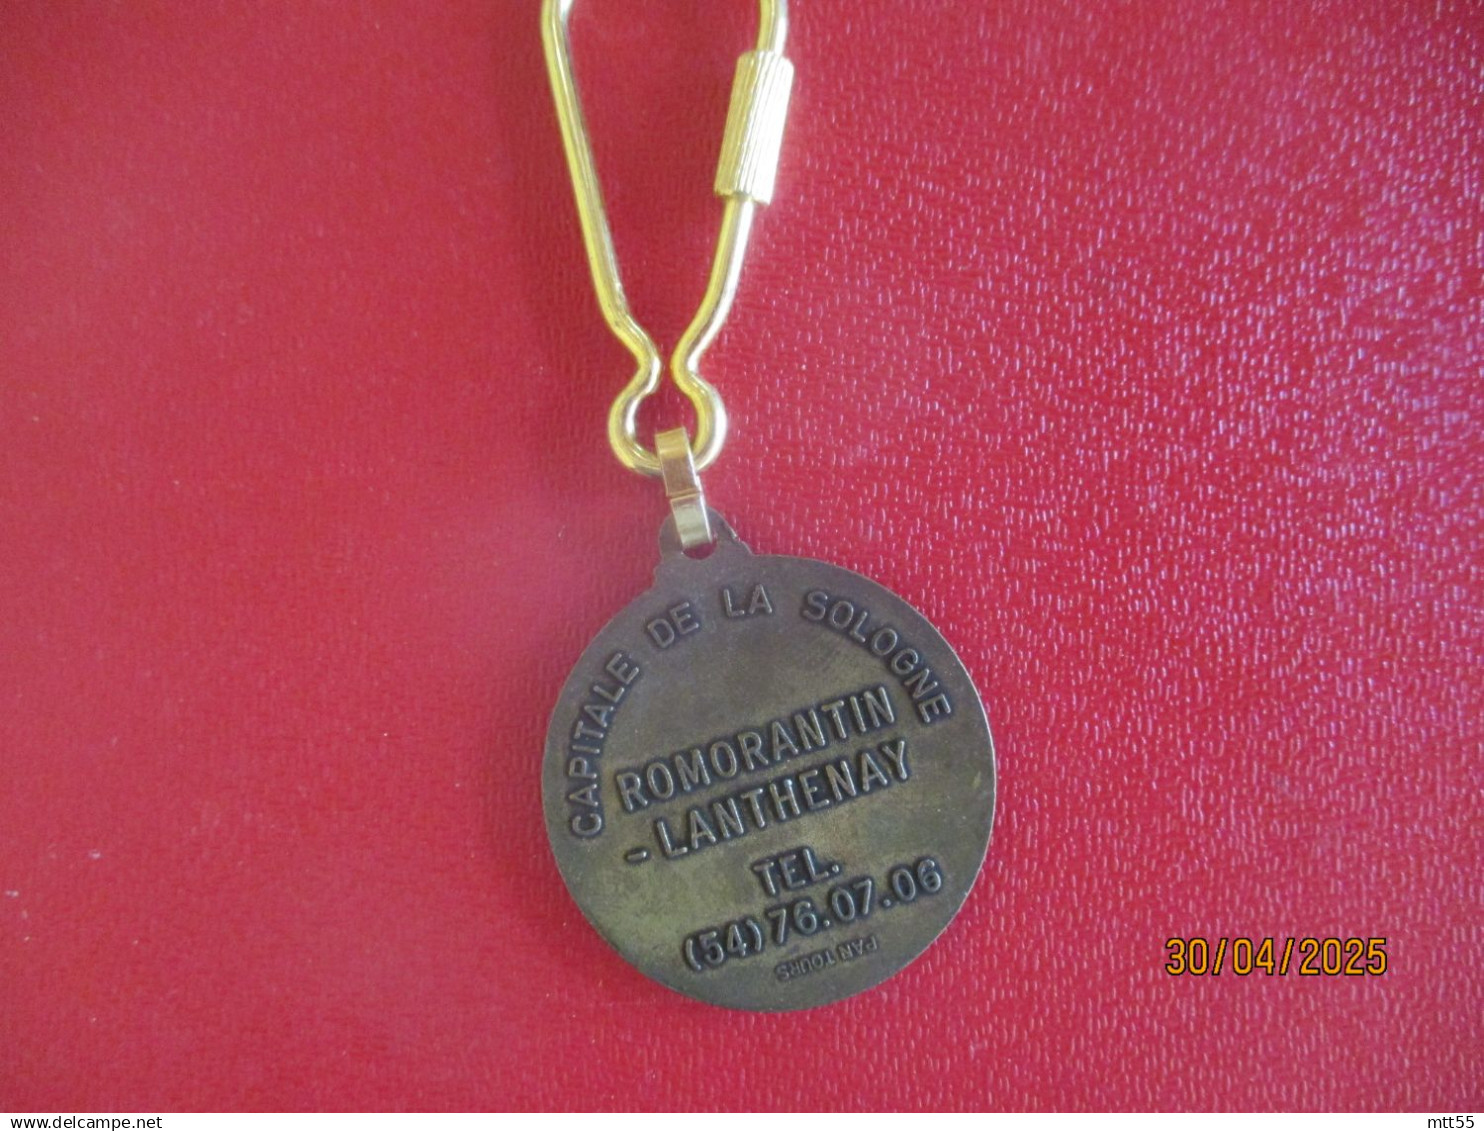 CAPITALE DE LA SOLOGNE
ROMORANTIN
-LANTHENAY
TEL.
(54) 76.07.06
PAR TOURS
30/04/2025
www.delcampe.net
mtt55